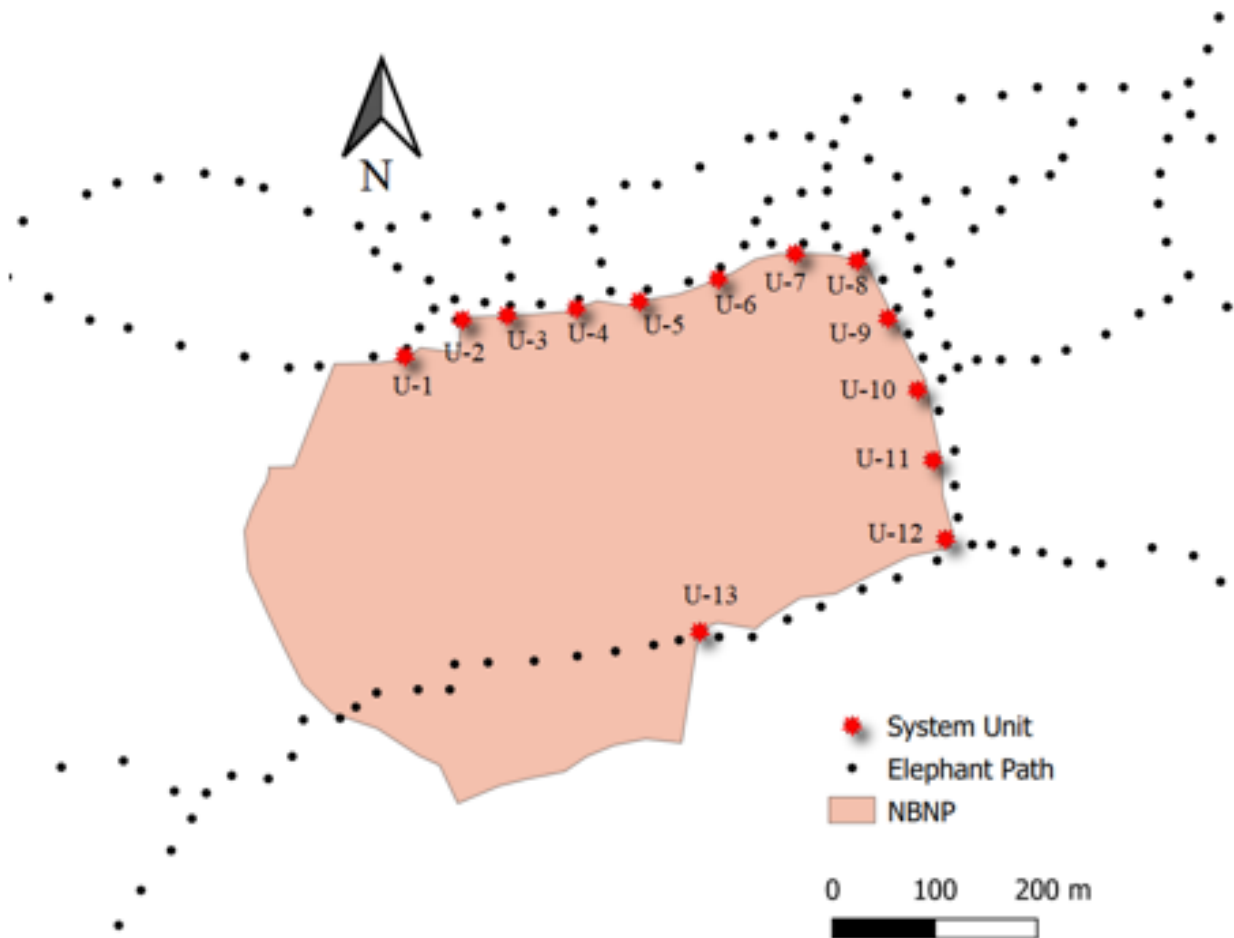 N
U-1
U-2
U-3
U-4
U-5
U-6
U-7
U-8
U-9
U-10
U-11
U-12
U-13
System Unit
Elephant Path
NBNP
0 100 200 m